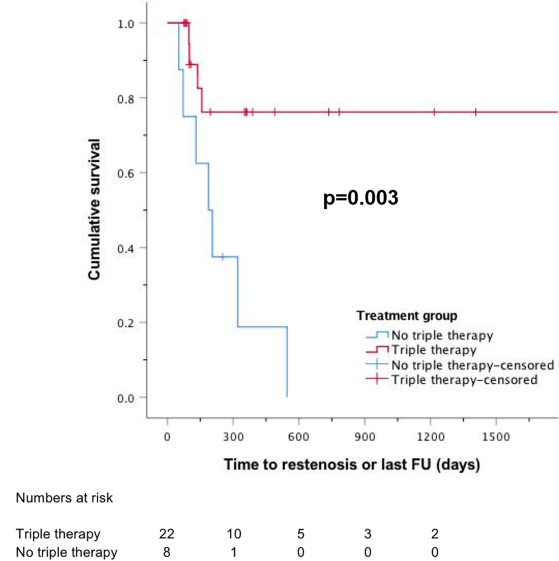 1.0
0.8
0.6
0.4
0.2
0.0
Cumulative survival
p=0.003
Treatment group
No triple therapy
Triple therapy
No triple therapy-censored
Triple therapy-censored
0 300 600 900 1200 1500
Time to restenosis or last FU (days)
Numbers at risk
Triple therapy 22 10 5 3 2
No triple therapy 8 1 0 0 0